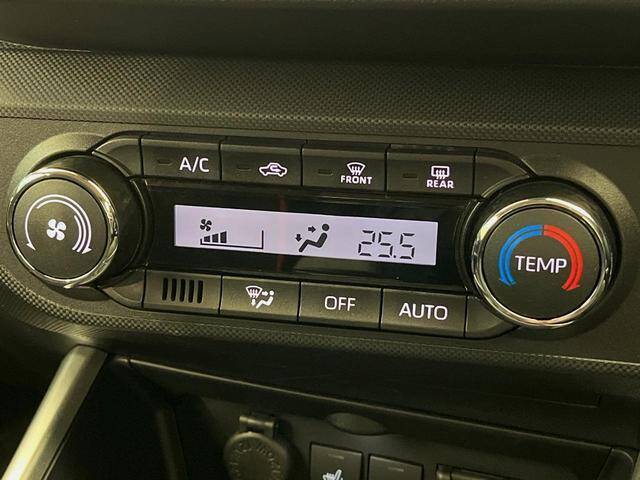 A/C
FRONT
REAR
25.5
TEMP
OFF
AUTO